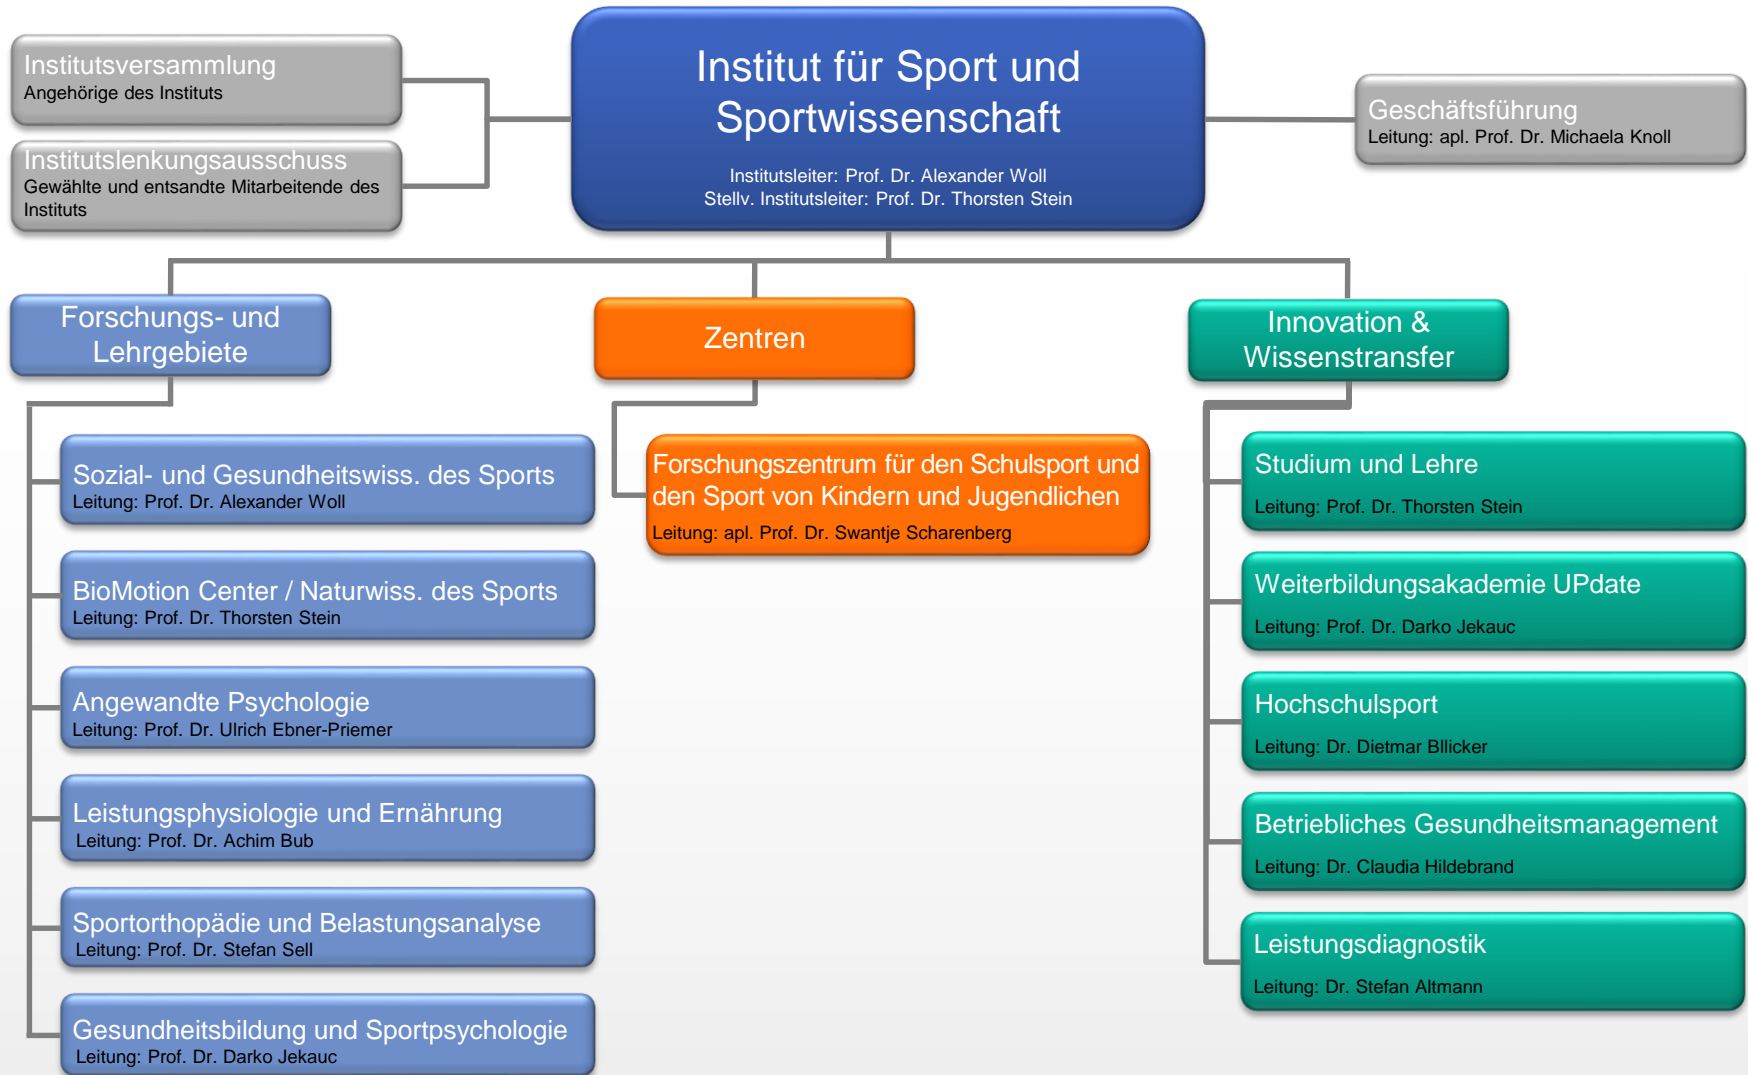 Institut für Sport und
Sportwissenschaft
Institutsleiter: Prof. Dr. Alexander Woll
Stellv. Institutsleiter: Prof. Dr. Thorsten Stein
Institutsversammlung
Angehörige des Instituts
Institutslenkungsausschuss
Gewählte und entsandte Mitarbeitende des
Instituts
Geschäftsführung
Leitung: apl. Prof. Dr. Michaela Knoll
Forschungs- und
Lehrgebiete
Sozial- und Gesundheitswiss. des Sports
Leitung: Prof. Dr. Alexander Woll
BioMotion Center / Naturwiss. des Sports
Leitung: Prof. Dr. Thorsten Stein
Angewandte Psychologie
Leitung: Prof. Dr. Ulrich Ebner-Priemer
Leistungsphysiologie und Ernährung
Leitung: Prof. Dr. Achim Bub
Sportorthopädie und Belastungsanalyse
Leitung: Prof. Dr. Stefan Sell
Gesundheitsbildung und Sportpsychologie
Leitung: Prof. Dr. Darko Jekauc
Zentren
Forschungszentrum für den Schulsport und
den Sport von Kindern und Jugendlichen
Leitung: apl. Prof. Dr. Swantje Scharenberg
Innovation &
Wissenstransfer
Studium und Lehre
Leitung: Prof. Dr. Thorsten Stein
Weiterbildungsakademie UPdate
Leitung: Prof. Dr. Darko Jekauc
Hochschulsport
Leitung: Dr. Dietmar Bllicker
Betriebliches Gesundheitsmanagement
Leitung: Dr. Claudia Hildebrand
Leistungsdiagnostik
Leitung: Dr. Stefan Altmann